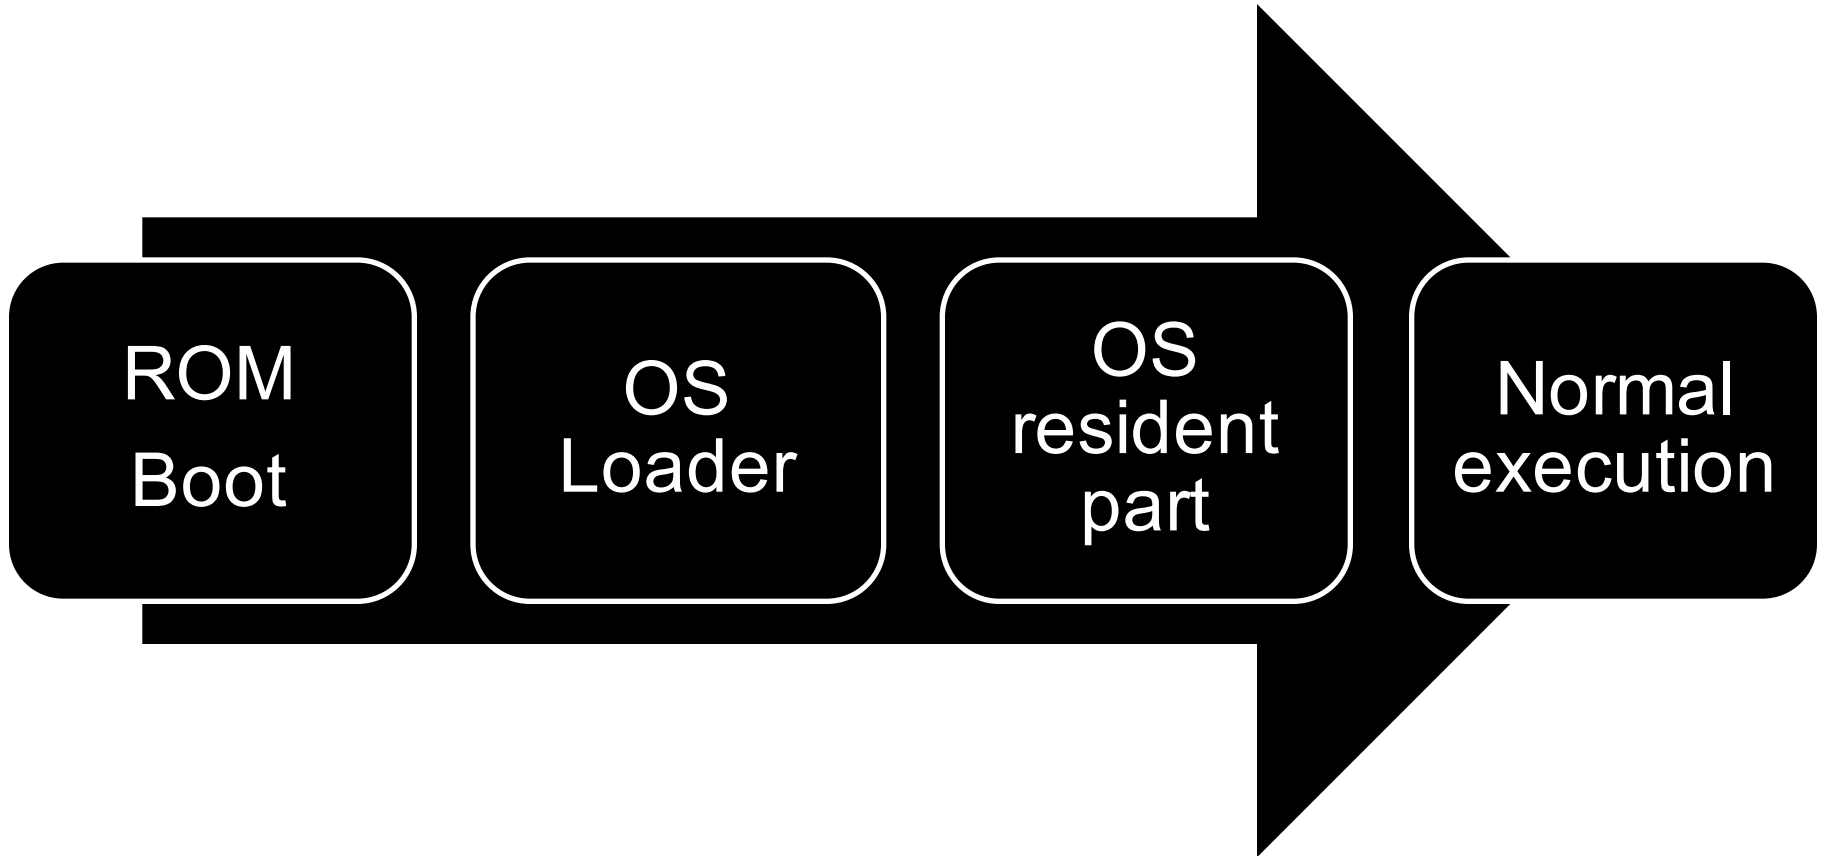 ROM
Boot
OS
Loader
OS
resident
part
Normal
execution